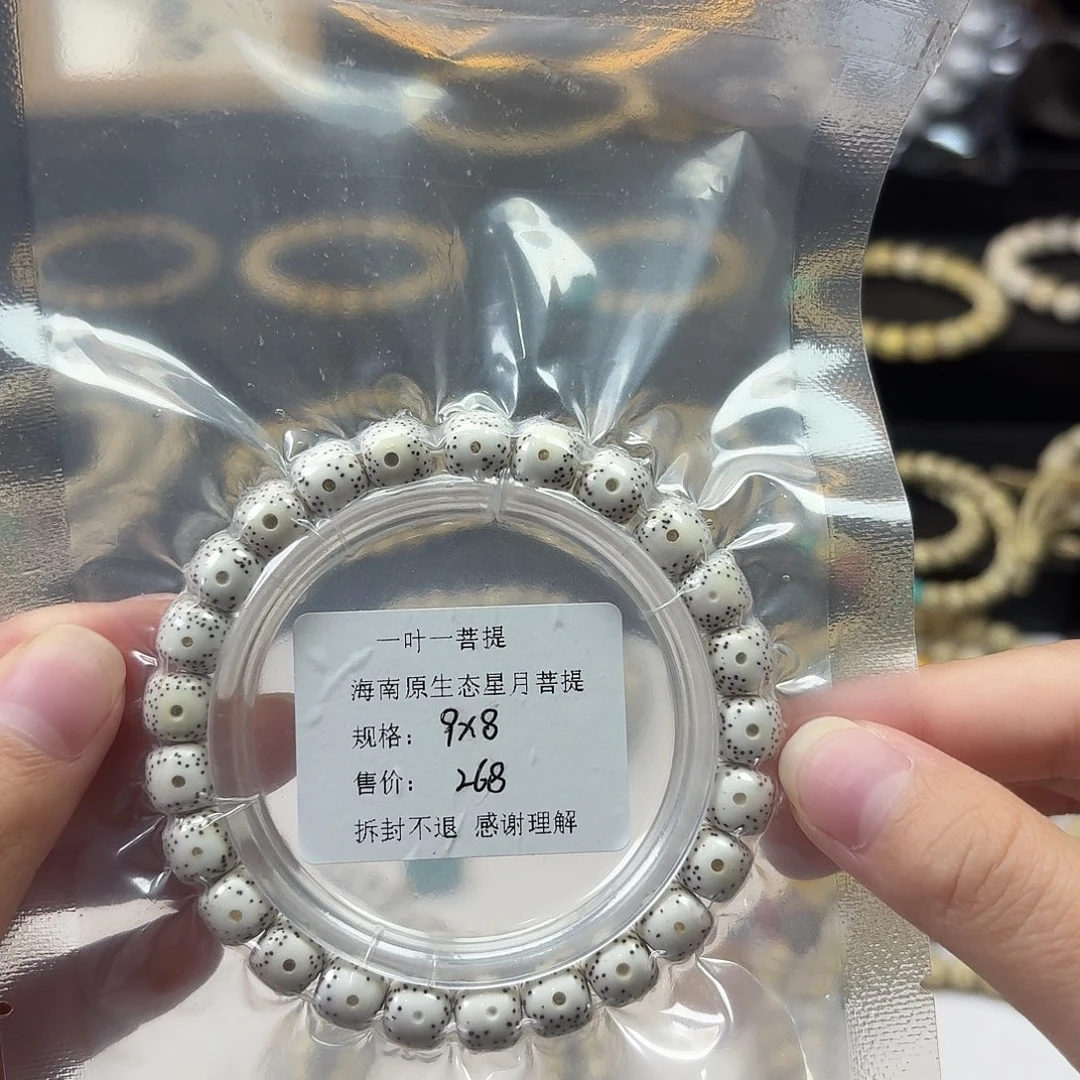 一叶一菩提
海南原生态星月菩提
规格: 9x8
售价: 268
拆封不退 感谢理解